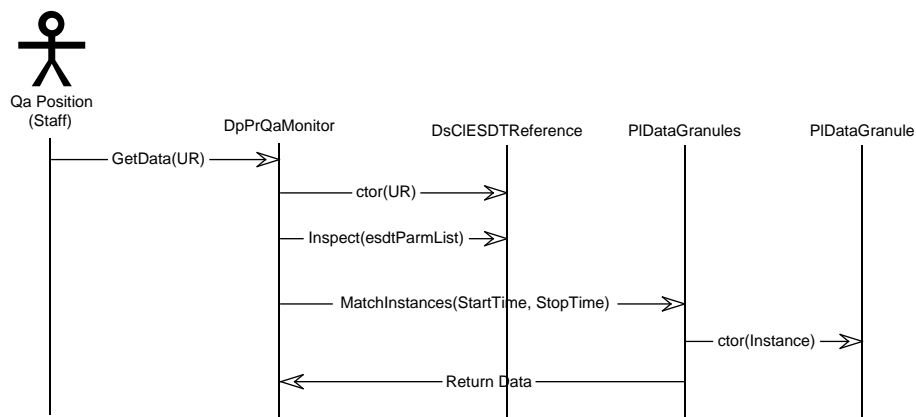 Qa Position
(Staff)
DpPrQaMonitor
DsClESDTReference
PlDataGranules
PlDataGranule
GetData(UR)
ctor(UR)
Inspect(esdtParmList)
MatchInstances(StartTime, StopTime)
ctor(Instance)
Return Data